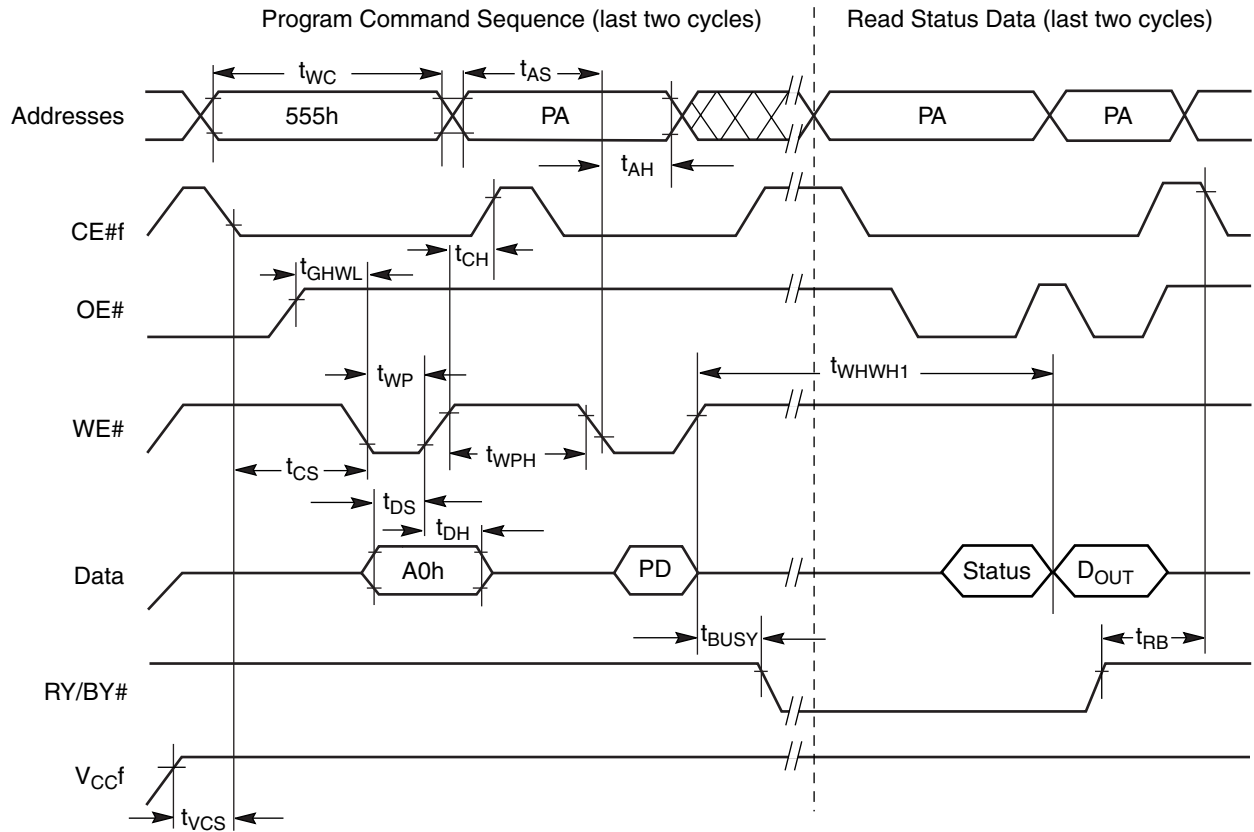 Program Command Sequence (last two cycles) Read Status Data (last two cycles)
tWC tAS
Addresses 555h PA PA PA
tAH
CE#f
tCH
tGHWL
OE#
tWP tWHWH1
WE#
tCS tWPH
tDS
tDH
Data A0h PD Status DOUT
tBUSY tRB
RY/BY#
VCCf
tVCS